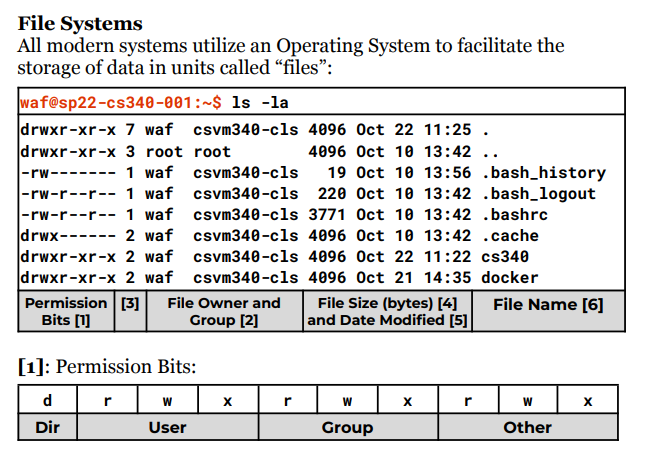 File Systems
All modern systems utilize an Operating System to facilitate the
storage of data in units called “files”:
waf@sp22-cs340-001:~$ ls -la
drwxr-xr-x 7 waf  csvm340-cls 4096 Oct 22 11:25 .
drwxr-xr-x 3 root root        4096 Oct 10 13:42 ..
-rw------- 1 waf  csvm340-cls   19 Oct 10 13:56 .bash_history
-rw-r--r-- 1 waf  csvm340-cls  220 Oct 10 13:42 .bash_logout
-rw-r--r-- 1 waf  csvm340-cls 3771 Oct 10 13:42 .bashrc
drwx------ 2 waf  csvm340-cls 4096 Oct 10 13:42 .cache
drwxr-xr-x 2 waf  csvm340-cls 4096 Oct 22 11:22 cs340
drwxr-xr-x 2 waf  csvm340-cls 4096 Oct 21 14:35 docker
Permission [3] File Owner and File Size (bytes) [4] File Name [6]
Bits [1] Group [2] and Date Modified [5]
[1]: Permission Bits:
d r w x r w x r w x
Dir User Group Other